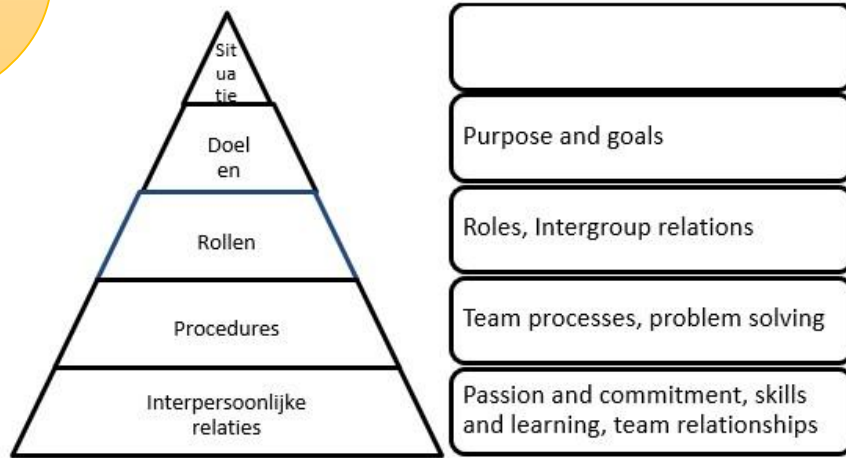 Sit
ua
tie
Doel
en
Purpose and goals
Rollen
Roles, Intergroup relations
Procedures
Team processes, problem solving
Interpersoonlijke
relaties
Passion and commitment, skills
and learning, team relationships